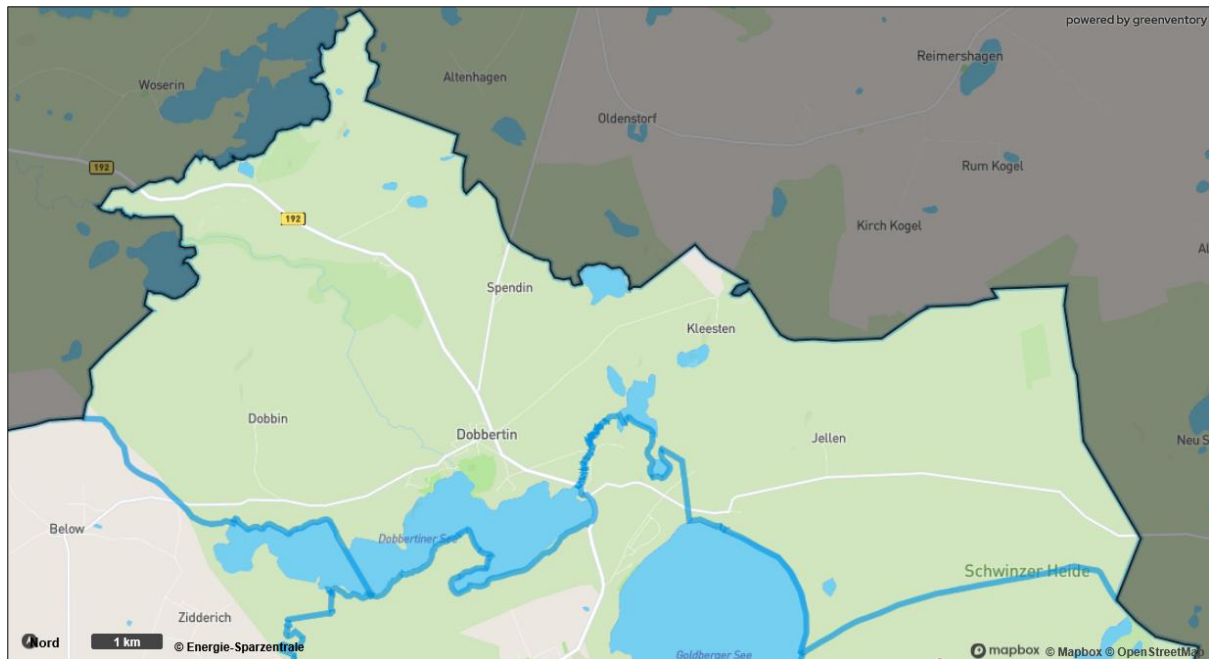 powered by greenventory
Reimershagen
Woserin
Altenhagen
Oldenstorf
192
Rum Kogel
Kirch Kogel
192
Al
Spendin
Kleesten
Dobbin
Dobbertin
Jellen
Neu S
Below
Dobbertiner See
Schwinzer Heide
Zidderich
Nord
1 km
© Energie-Sparzentrale
Goldberger See
mapbox © Mapbox © OpenStreetMap